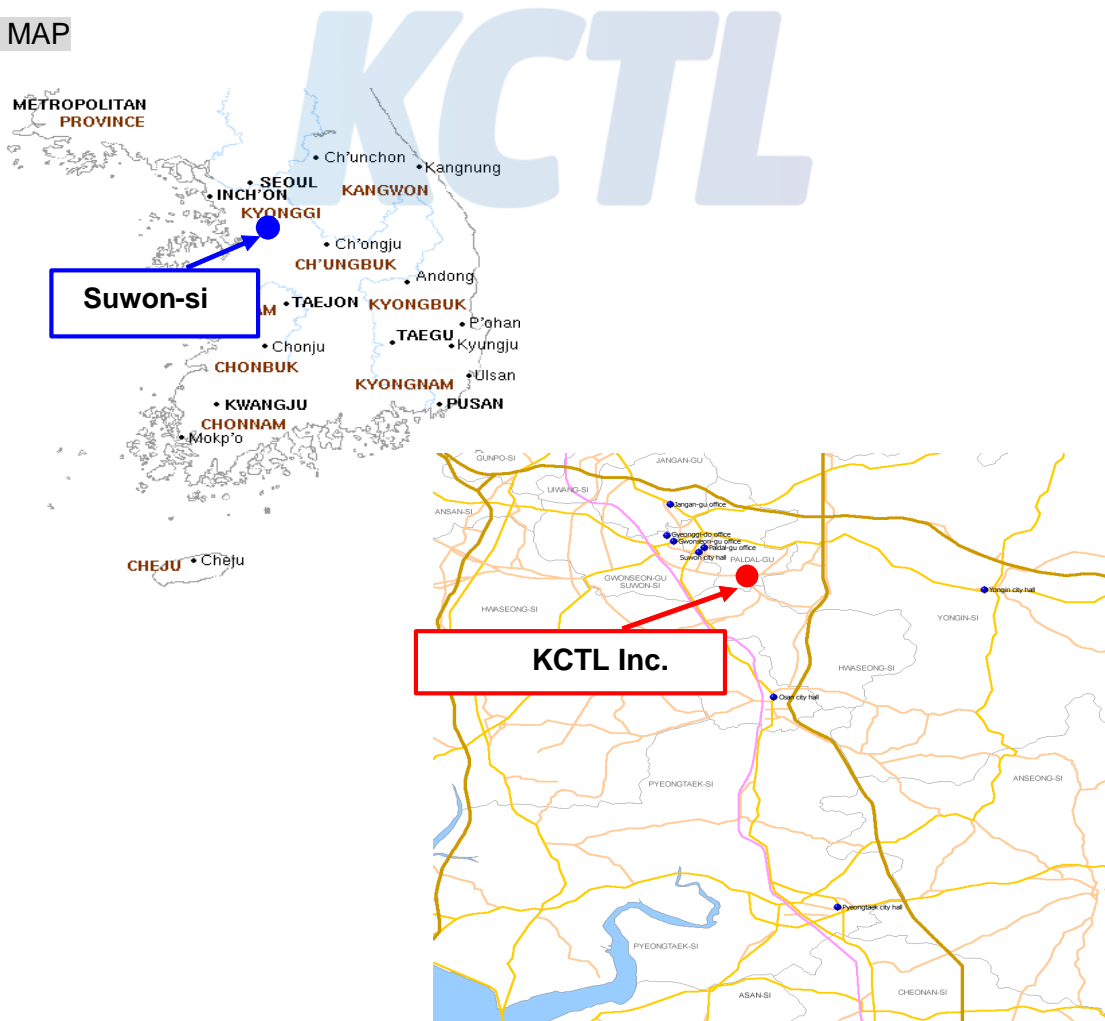 KCTL
MAP
METROPOLITAN
PROVINCE
Ch'unchon
Kangnung
SEOUL
KANGWON
INCH'ON
KYONGGI
Ch'ongju
CH'UNGBUK
Andong
Suwon-si
AM
TAEJON
KYONGBUK
P'ohan
TAEGU
Kyungju
Chonju
CHONBUK
KYONGNAM
Ulsan
KWANGJU
PUSAN
CHONNAM
Mokp'o
CHEJU
Cheju
GUNPO-SI
JANGAN-GU
UIWANG-SI
ANSAN-SI
Jangan-gu office
Gyeonggi-do office
Gwonseon-gu office
Paldal-gu office
Suwon city hall
PALDAL-GU
GWONSEON-GU
SUWON-SI
Yongin city hall
HWASEONG-SI
YONGIN-SI
KCTL Inc.
HWASEONG-SI
Osan city hall
PYEONGTAEK-SI
ANSEONG-SI
Pyeongtaek city hall
PYEONGTAEK-SI
ASAN-SI
CHEONAN-SI